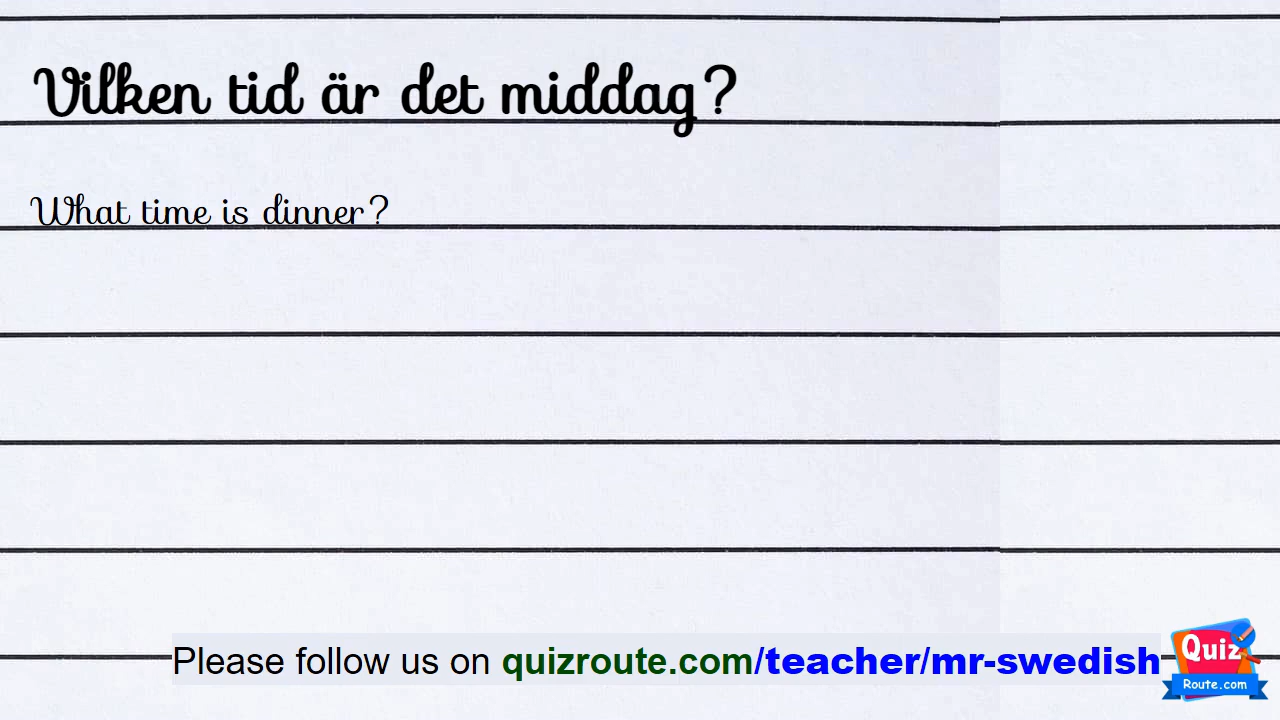 Vilken tid är det middag?
What time is dinner?
Please follow us on quizroute.com/teacher/mr-swedish
Quiz
Route.com